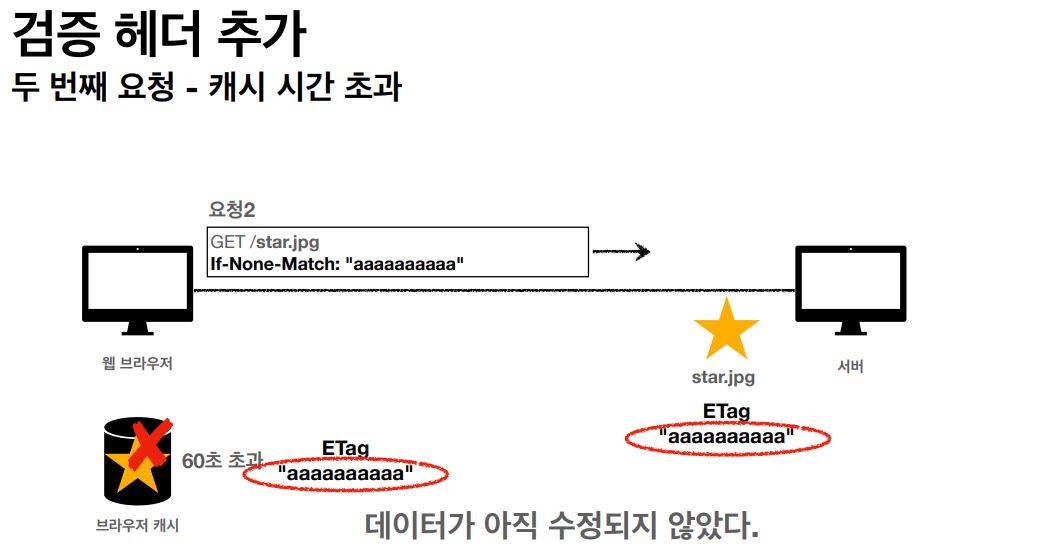 검증 헤더 추가
두 번째 요청 - 캐시 시간 초과
요청2
GET /star.jpg
If-None-Match: "aaaaaaaaaa"
웹 브라우저
서버
star.jpg
ETag
"aaaaaaaaaa"
60초 초과
ETag
"aaaaaaaaaa"
브라우저 캐시
데이터가 아직 수정되지 않았다.